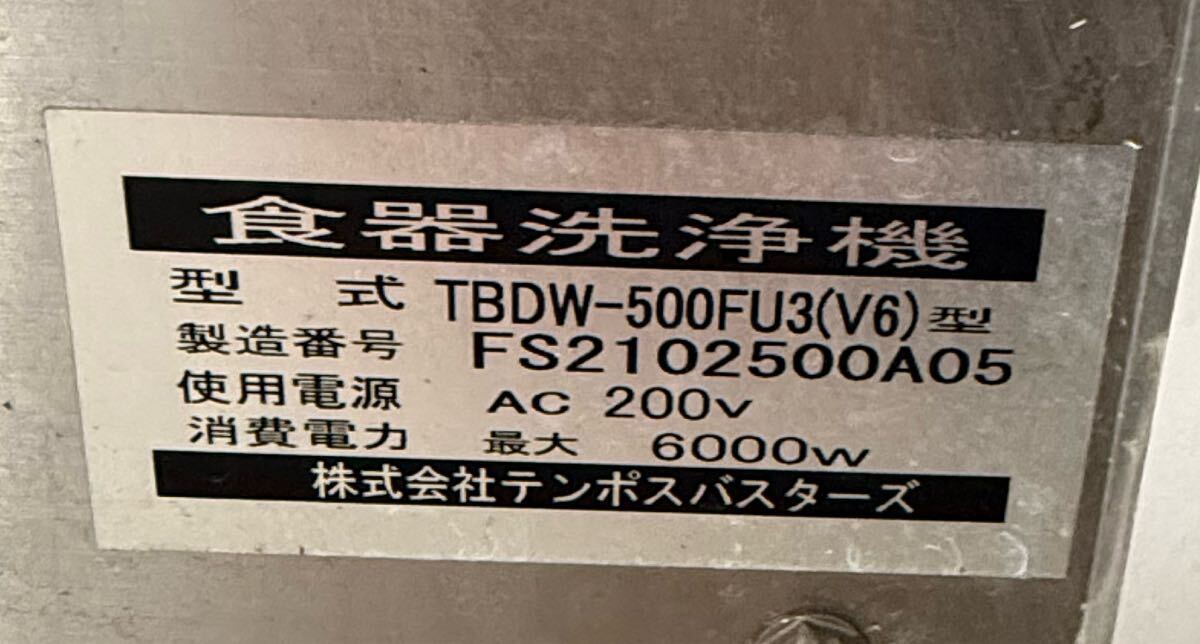 食器洗浄機
型 式 TBDW-500FU3(V6)型
製造番号 FS2102500A05
使用電源 AC 200V
消費電力 最大 6000W
株式会社テンポスバスターズ